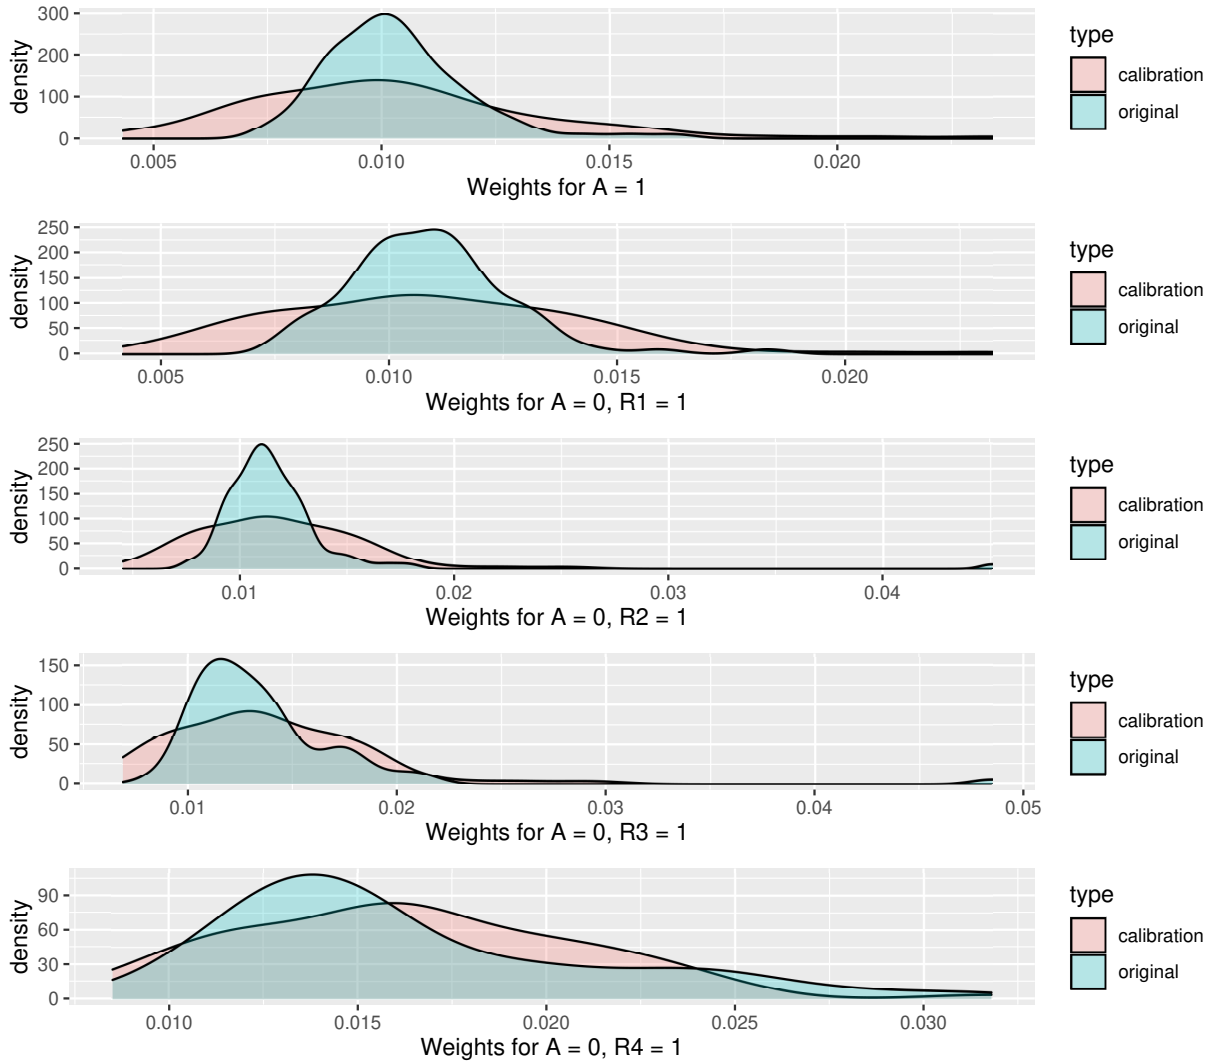 300
200
100
0
density
0.005 0.010 0.015 0.020
Weights for A = 1
type
calibration
original
250
200
150
100
50
0
density
0.005 0.010 0.015 0.020
Weights for A = 0, R1 = 1
type
calibration
original
250
200
150
100
50
0
density
0.01 0.02 0.03 0.04
Weights for A = 0, R2 = 1
type
calibration
original
150
100
50
0
density
0.01 0.02 0.03 0.04 0.05
Weights for A = 0, R3 = 1
type
calibration
original
90
60
30
0
density
0.010 0.015 0.020 0.025 0.030
Weights for A = 0, R4 = 1
type
calibration
original